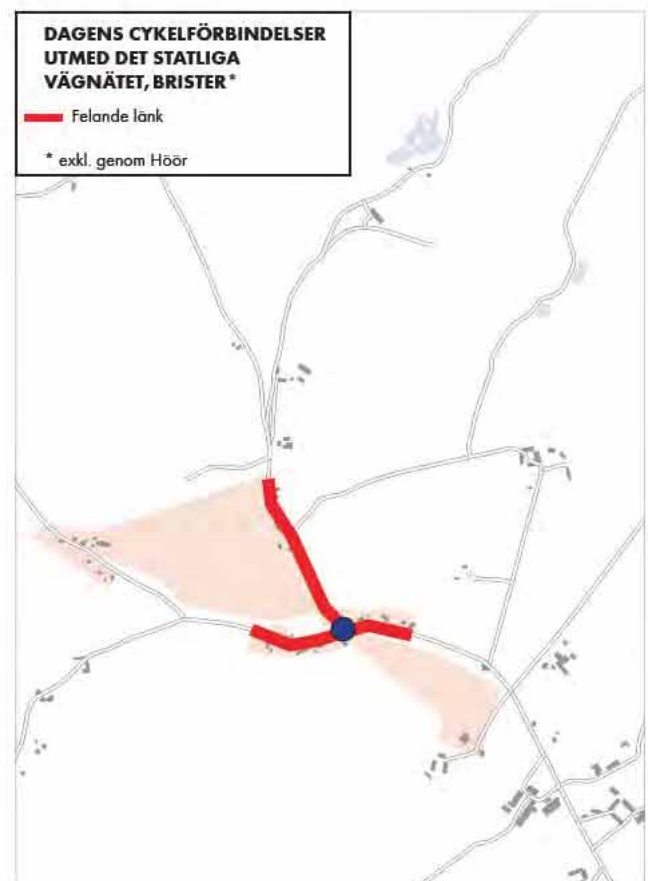 DAGENS CYKELFÖRBINDELSER
UTMED DET STATLIGA
VÄGNÄTET, BRISTER*
Felande länk
* exkl. genom Höör